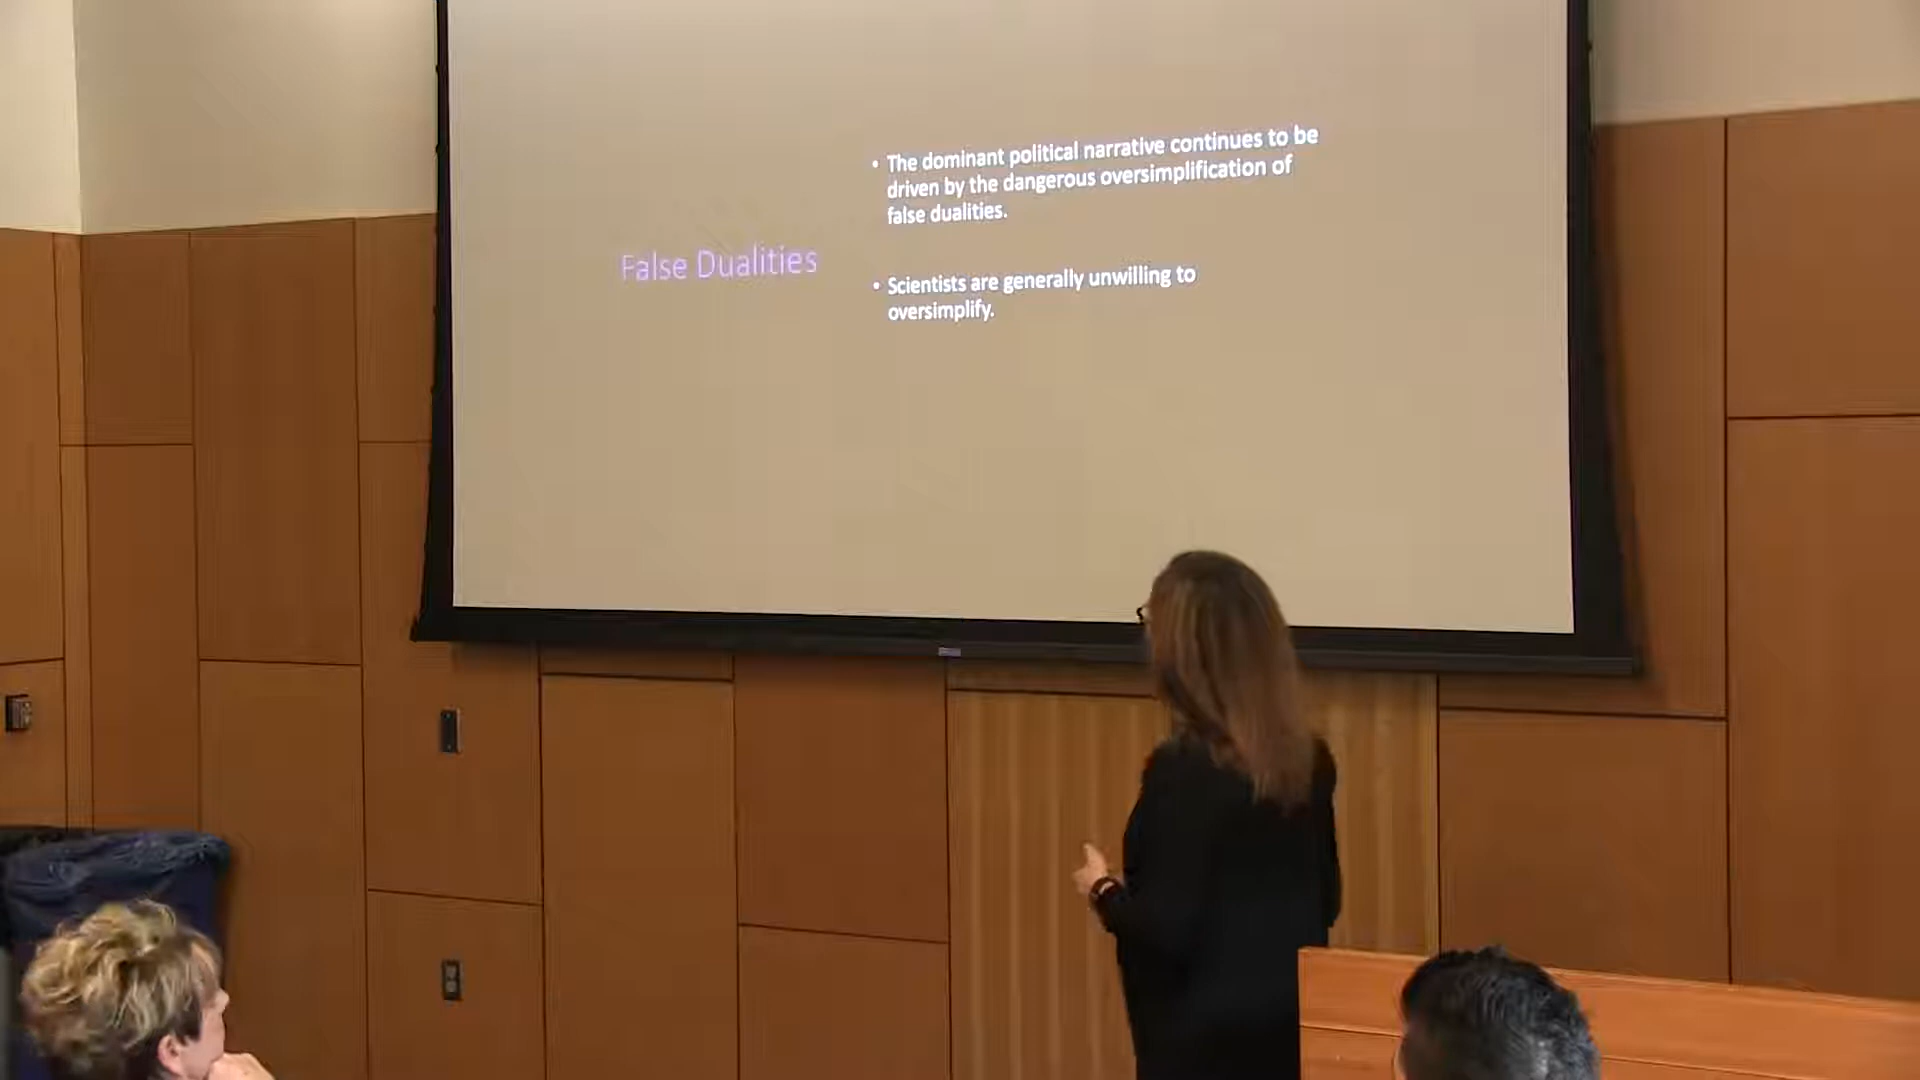 False Dualities
• The dominant political narrative continues to be
driven by the dangerous oversimplification of
false dualities.
• Scientists are generally unwilling to
oversimplify.